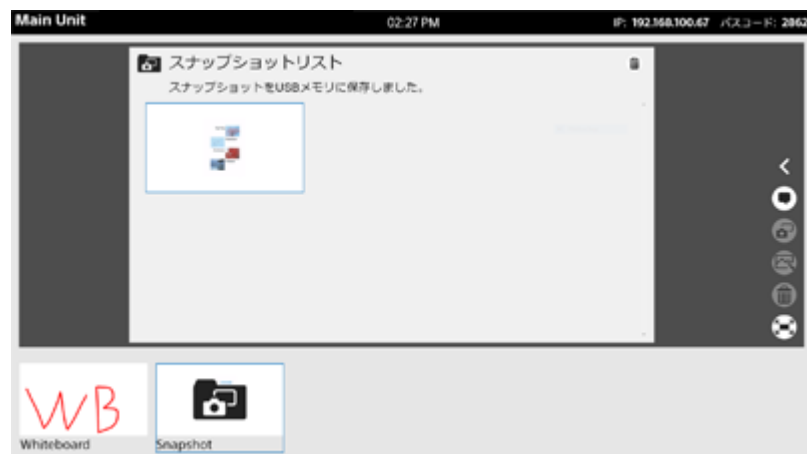 Main Unit 02:27 PM IP: 192.168.100.67 パスコード: 2862
スナップショットリスト
スナップショットをUSBメモリに保存しました。
WB
Whiteboard Snapshot